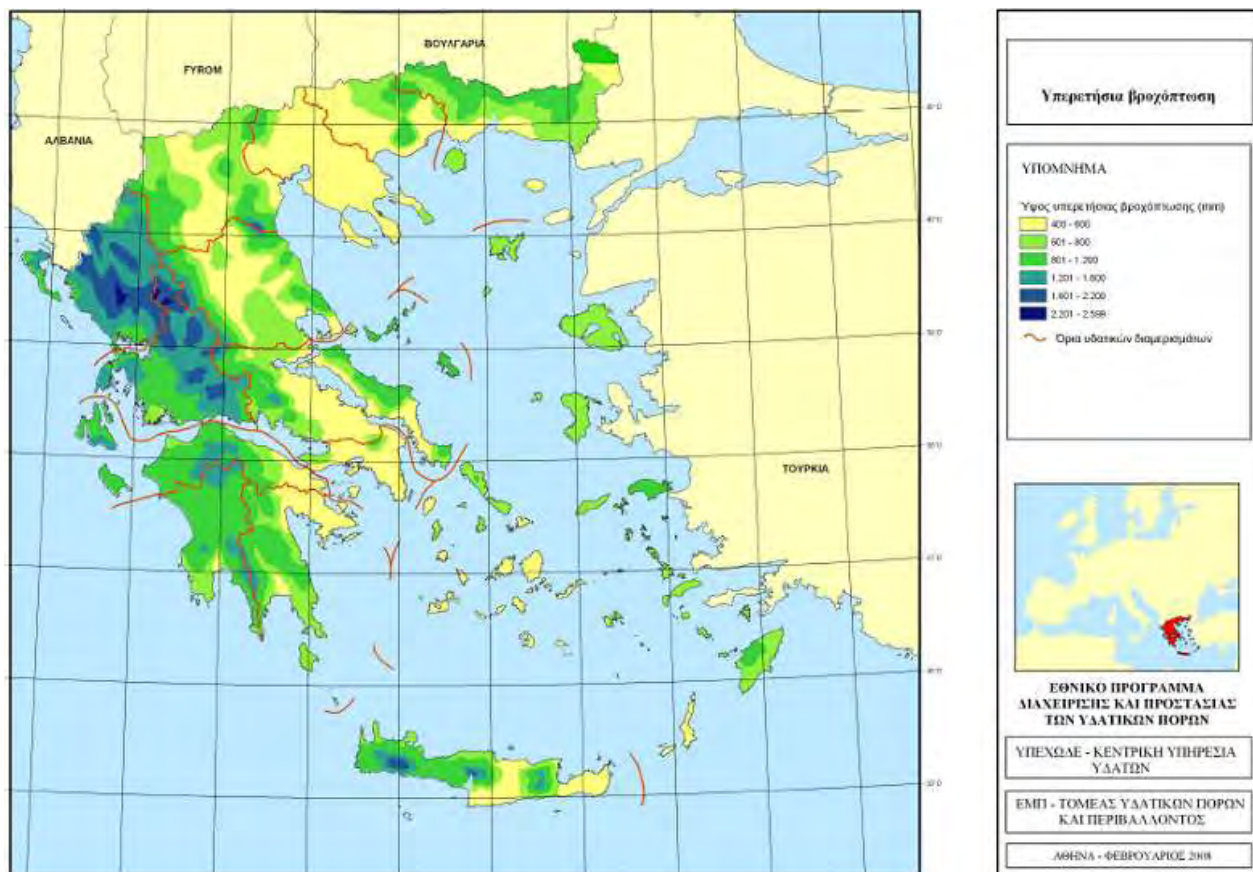 ΒΟΥΛΓΑΡΙΑ
FYROM
ΑΛΒΑΝΙΑ
ΤΟΥΡΚΙΑ
Υπερετήσια βροχόπτωση
ΥΠΟΜΝΗΜΑ
Ύψος υπερετήσιας βροχόπτωσης (mm)
400 - 600
601 - 800
801 - 1.200
1.201 - 1.600
1.601 - 2.200
2.201 - 2.599
Όρια υδατικών διαμερισμάτων
ΕΘΝΙΚΟ ΠΡΟΓΡΑΜΜΑ
ΔΙΑΧΕΙΡΙΣΗΣ ΚΑΙ ΠΡΟΣΤΑΣΙΑΣ
ΤΩΝ ΥΔΑΤΙΚΩΝ ΠΟΡΩΝ
ΥΠΕΧΩΔΕ - ΚΕΝΤΡΙΚΗ ΥΠΗΡΕΣΙΑ
ΥΔΑΤΩΝ
ΕΜΠ - ΤΟΜΕΑΣ ΥΔΑΤΙΚΩΝ ΠΟΡΩΝ
ΚΑΙ ΠΕΡΙΒΑΛΛΟΝΤΟΣ
ΑΘΗΝΑ - ΦΕΒΡΟΥΑΡΙΟΣ 2008